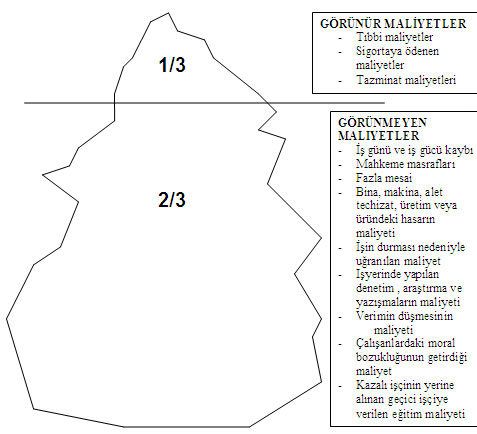 1/3
GÖRÜNÜR MALİYETLER
- Tıbbi maliyetler
- Sigortaya ödenen
maliyetler
- Tazminat maliyetleri
2/3
GÖRÜNMEYEN
MALİYETLER
- İş günü ve iş gücü kaybı
- Mahkeme masrafları
- Fazla mesai
- Bina, makina, alet
techizat, üretim veya
üründeki hasarın
maliyeti
- İşin durması nedeniyle
uğranılan maliyet
- İşyerinde yapılan
denetim , araştırma ve
yazışmaların maliyeti
- Verimin düşmesinin
maliyeti
- Çalışanlardaki moral
bozukluğunun getirdiği
maliyet
- Kazalı işçinin yerine
alınan geçici işçiye
verilen eğitim maliyeti